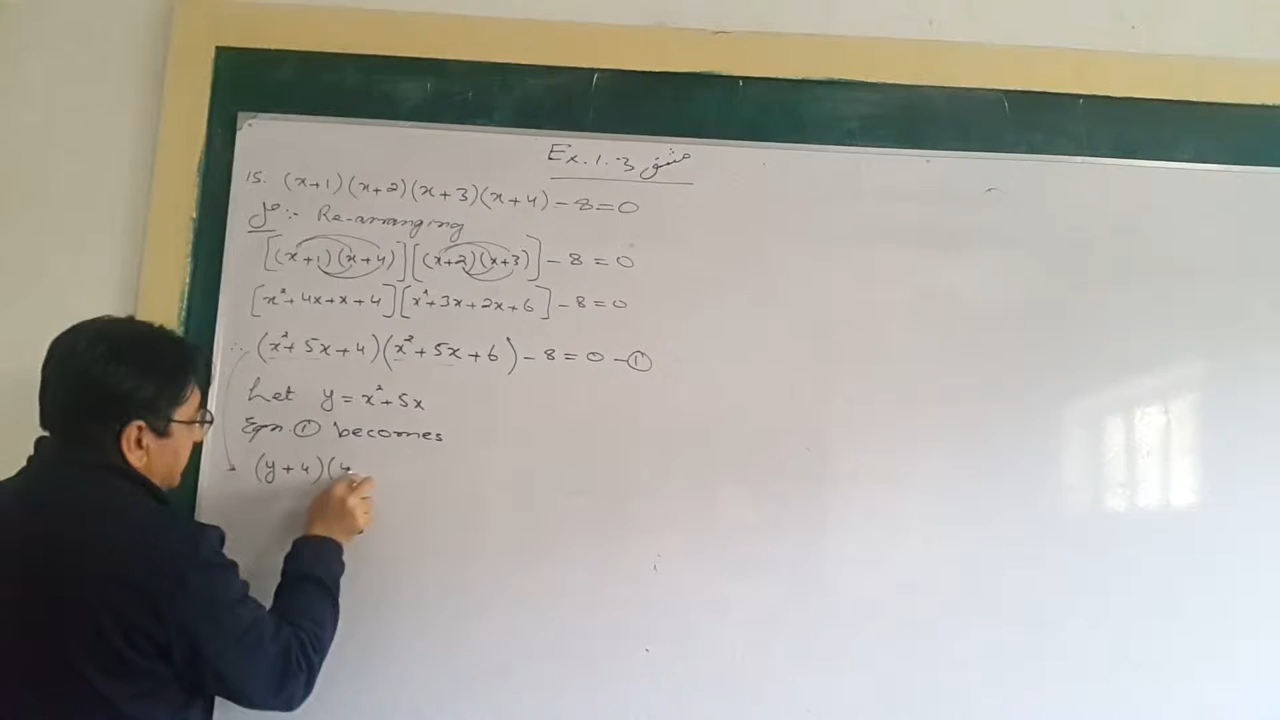 Ex. 1.3 مشق
15. (x+1)(x+2)(x+3)(x+4)-8=0
Sol:- Re-arranging
[(x+1)(x+4)][(x+2)(x+3)]-8=0
[x²+4x+x+4][x²+3x+2x+6]-8=0
∴ (x²+5x+4)(x²+5x+6)-8=0-①
Let y=x²+5x
Eqn. ① becomes
(y+4)(y